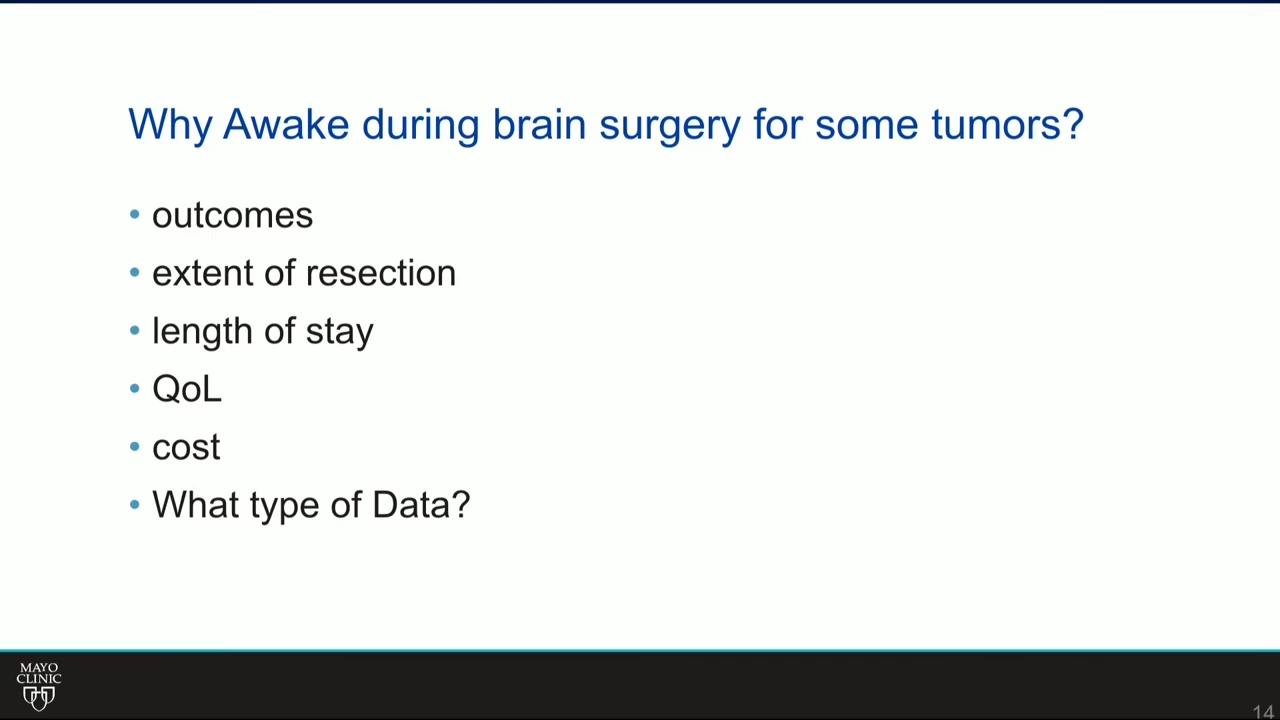 Why Awake during brain surgery for some tumors?
• outcomes
• extent of resection
• length of stay
• QoL
• cost
• What type of Data?
MAYO
CLINIC
14